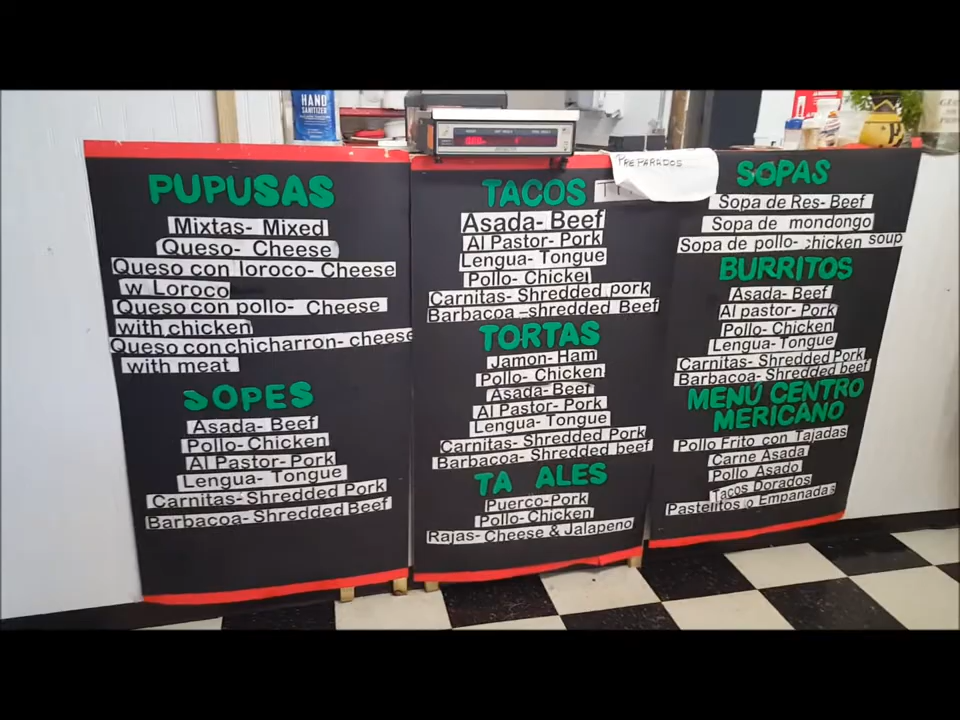 HAND
SANITIZER
PREPARADOS
PUPUSAS
Mixtas- Mixed
Queso- Cheese
Queso con loroco- Cheese
w Loroco
Queso con pollo- Cheese
with chicken
Queso con chicharron- cheese
with meat
SOPES
Asada- Beef
Pollo- Chicken
Al Pastor- Pork
Lengua- Tongue
Carnitas- Shredded Pork
Barbacoa- Shredded Beef
TACOS
Asada- Beef
Al Pastor- Pork
Lengua- Tongue
Pollo- Chicken
Carnitas- Shredded pork
Barbacoa -shredded Beef
TORTAS
Jamon- Ham
Pollo- Chicken
Asada- Beef
Al Pastor- Pork
Lengua- Tongue
Carnitas- Shredded Pork
Barbacoa- Shredded beef
TA ALES
Puerco- Pork
Pollo- Chicken
Rajas- Cheese & Jalapeno
SOPAS
Sopa de Res- Beef
Sopa de mondongo
Sopa de pollo- chicken soup
BURRITOS
Asada- Beef
Al pastor- Pork
Pollo- Chicken
Lengua- Tongue
Carnitas- Shredded Pork
Barbacoa- Shredded beef
MENÚ CENTRO
MERICANO
Pollo Frito con Tajadas
Carne Asada
Pollo Asado
Tacos Dorados
Pastelitos o Empanadas